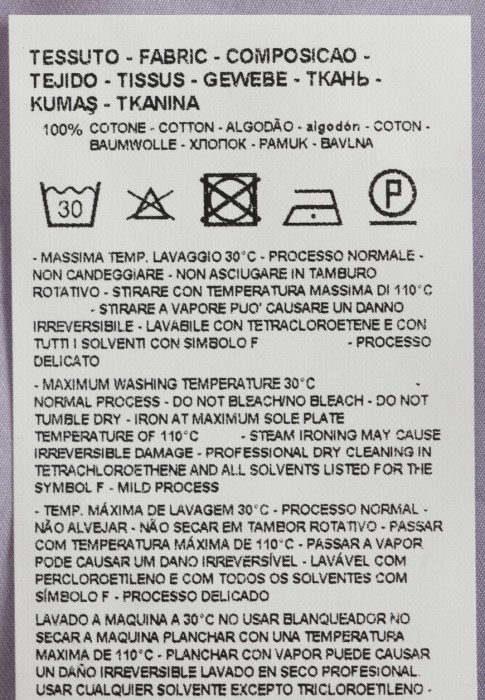 TESSUTO - FABRIC - COMPOSICAO -
TEJIDO - TISSUS - GEWEBE - ТКАНЬ -
KUMAŞ - TKANINA
100% COTONE - COTTON - ALGODÃO - algodón - COTON -
BAUMWOLLE - ХЛОПОК - PAMUK - BAVLNA
30 P
- MASSIMA TEMP. LAVAGGIO 30°C - PROCESSO NORMALE -
NON CANDEGGIARE - NON ASCIUGARE IN TAMBURO
ROTATIVO - STIRARE CON TEMPERATURA MASSIMA DI 110°C
- STIRARE A VAPORE PUO' CAUSARE UN DANNO
IRREVERSIBILE - LAVABILE CON TETRACLOROETENE E CON
TUTTI I SOLVENTI CON SIMBOLO F - PROCESSO
DELICATO
- MAXIMUM WASHING TEMPERATURE 30°C -
NORMAL PROCESS - DO NOT BLEACH/NO BLEACH - DO NOT
TUMBLE DRY - IRON AT MAXIMUM SOLE PLATE
TEMPERATURE OF 110°C - STEAM IRONING MAY CAUSE
IRREVERSIBLE DAMAGE - PROFESSIONAL DRY CLEANING IN
TETRACHLOROETHENE AND ALL SOLVENTS LISTED FOR THE
SYMBOL F - MILD PROCESS
- TEMP. MÁXIMA DE LAVAGEM 30°C - PROCESSO NORMAL -
NÃO ALVEJAR - NÃO SECAR EM TAMBOR ROTATIVO - PASSAR
COM TEMPERATURA MÁXIMA DE 110°C - PASSAR A VAPOR
PODE CAUSAR UM DANO IRREVERSÍVEL - LAVÁVEL COM
PERCLOROETILENO E COM TODOS OS SOLVENTES COM
SÍMBOLO F - PROCESSO DELICADO
LAVADO A MAQUINA A 30°C NO USAR BLANQUEADOR NO
SECAR A MAQUINA PLANCHAR CON UNA TEMPERATURA
MAXIMA DE 110°C - PLANCHAR CON VAPOR PUEDE CAUSAR
UN DAÑO IRREVERSIBLE LAVADO EN SECO PROFESIONAL.
USAR CUALQUIER SOLVENTE EXCEPTO TRICLOROETILENO -